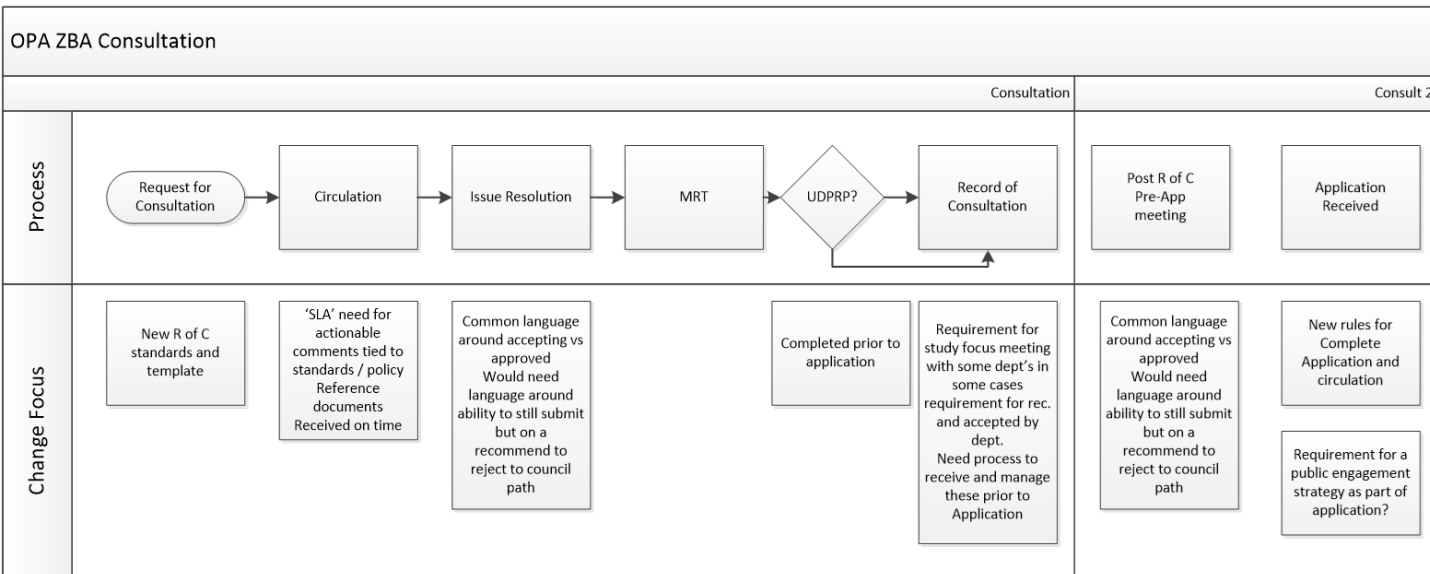 OPA ZBA Consultation
Consultation
Consult 2
Process
Request for
Consultation
Circulation
Issue Resolution
MRT
UDPRP?
Record of
Consultation
Post R of C
Pre-App
meeting
Application
Received
Change Focus
New R of C
standards and
template
‘SLA’ need for
actionable
comments tied to
standards / policy
Reference
documents
Received on time
Common language
around accepting vs
approved
Would need
language around
ability to still submit
but on a
recommend to
reject to council
path
Completed prior to
application
Requirement for
study focus meeting
with some dept’s in
some cases
requirement for rec.
and accepted by
dept.
Need process to
receive and manage
these prior to
Application
Common language
around accepting vs
approved
Would need
language around
ability to still submit
but on a
recommend to
reject to council
path
New rules for
Complete
Application and
circulation
Requirement for a
public engagement
strategy as part of
application?